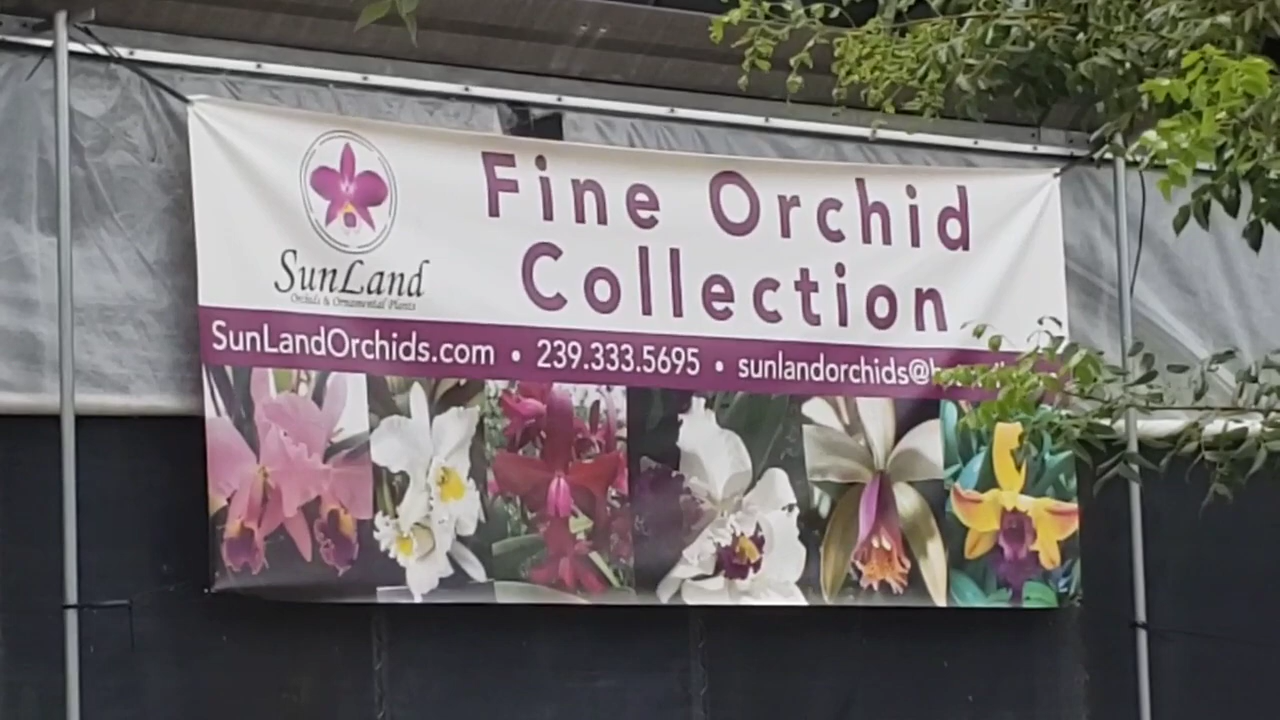 Fine Orchid
Collection
SunLand
Orchids & Ornamental Plants
SunLandOrchids.com • 239.333.5695 • sunlandorchids@